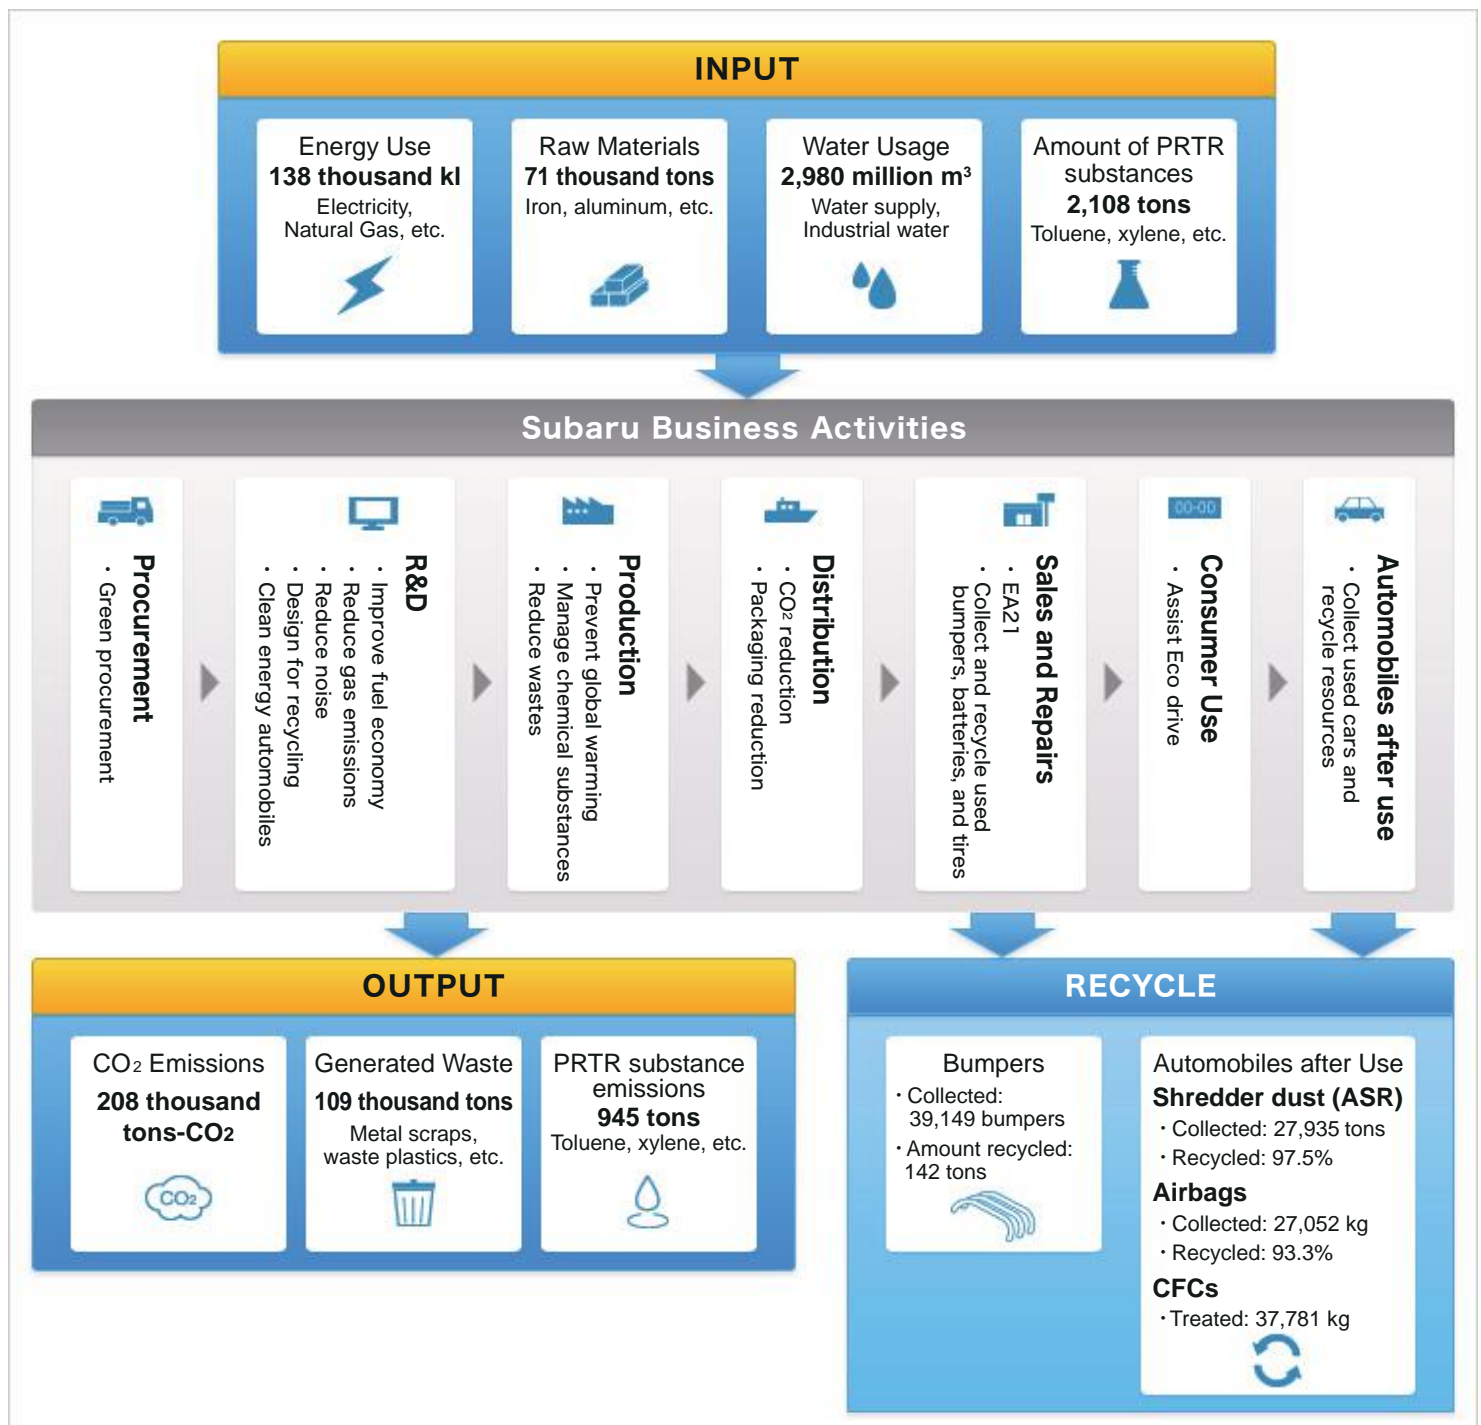 INPUT
Energy Use
138 thousand kl
Electricity,
Natural Gas, etc.
Raw Materials
71 thousand tons
Iron, aluminum, etc.
Water Usage
2,980 million m³
Water supply,
Industrial water
Amount of PRTR
substances
2,108 tons
Toluene, xylene, etc.
Subaru Business Activities
Procurement
・Green procurement
R&D
・Improve fuel economy
・Reduce gas emissions
・Reduce noise
・Design for recycling
・Clean energy automobiles
Production
・Prevent global warming
・Manage chemical substances
・Reduce wastes
Distribution
・CO² reduction
・Packaging reduction
Sales and Repairs
・EA21
・Collect and recycle used
bumpers, batteries, and tires
00-00
Consumer Use
・Assist Eco drive
Automobiles after use
・Collect used cars and
recycle resources
OUTPUT
CO₂ Emissions
208 thousand
tons-CO₂
CO₂
Generated Waste
109 thousand tons
Metal scraps,
waste plastics, etc.
PRTR substance
emissions
945 tons
Toluene, xylene, etc.
RECYCLE
Bumpers
・Collected:
39,149 bumpers
・Amount recycled:
142 tons
Automobiles after Use
Shredder dust (ASR)
・Collected: 27,935 tons
・Recycled: 97.5%
Airbags
・Collected: 27,052 kg
・Recycled: 93.3%
CFCs
・Treated: 37,781 kg